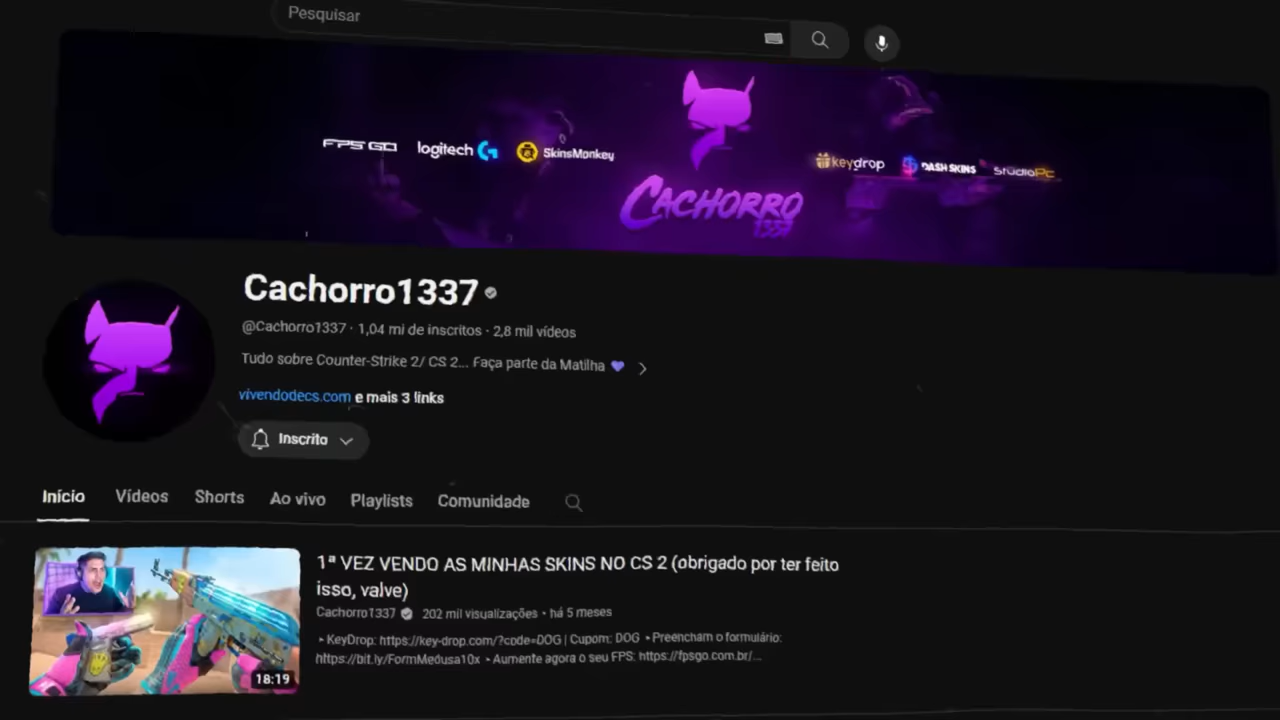 Pesquisar
FPS GO
logitech G
SkinsMonkey
keydrop
DASH SKINS
StudioPC
CACHORRO
1337
Cachorro1337
@Cachorro1337 · 1,04 mi de inscritos · 2,8 mil vídeos
Tudo sobre Counter-Strike 2/ CS 2... Faça parte da Matilha 💜
vivendodecs.com e mais 3 links
Inscrito
Início Vídeos Shorts Ao vivo Playlists Comunidade
1ª VEZ VENDO AS MINHAS SKINS NO CS 2 (obrigado por ter feito
isso, valve)
Cachorro1337 202 mil visualizações • há 5 meses
‣ KeyDrop: https://key-drop.com/?code=DOG | Cupom: DOG ‣ Preencham o formulário:
https://bit.ly/FormMedusa10x ‣ Aumente agora o seu FPS: https://fpsgo.com.br/...
18:19